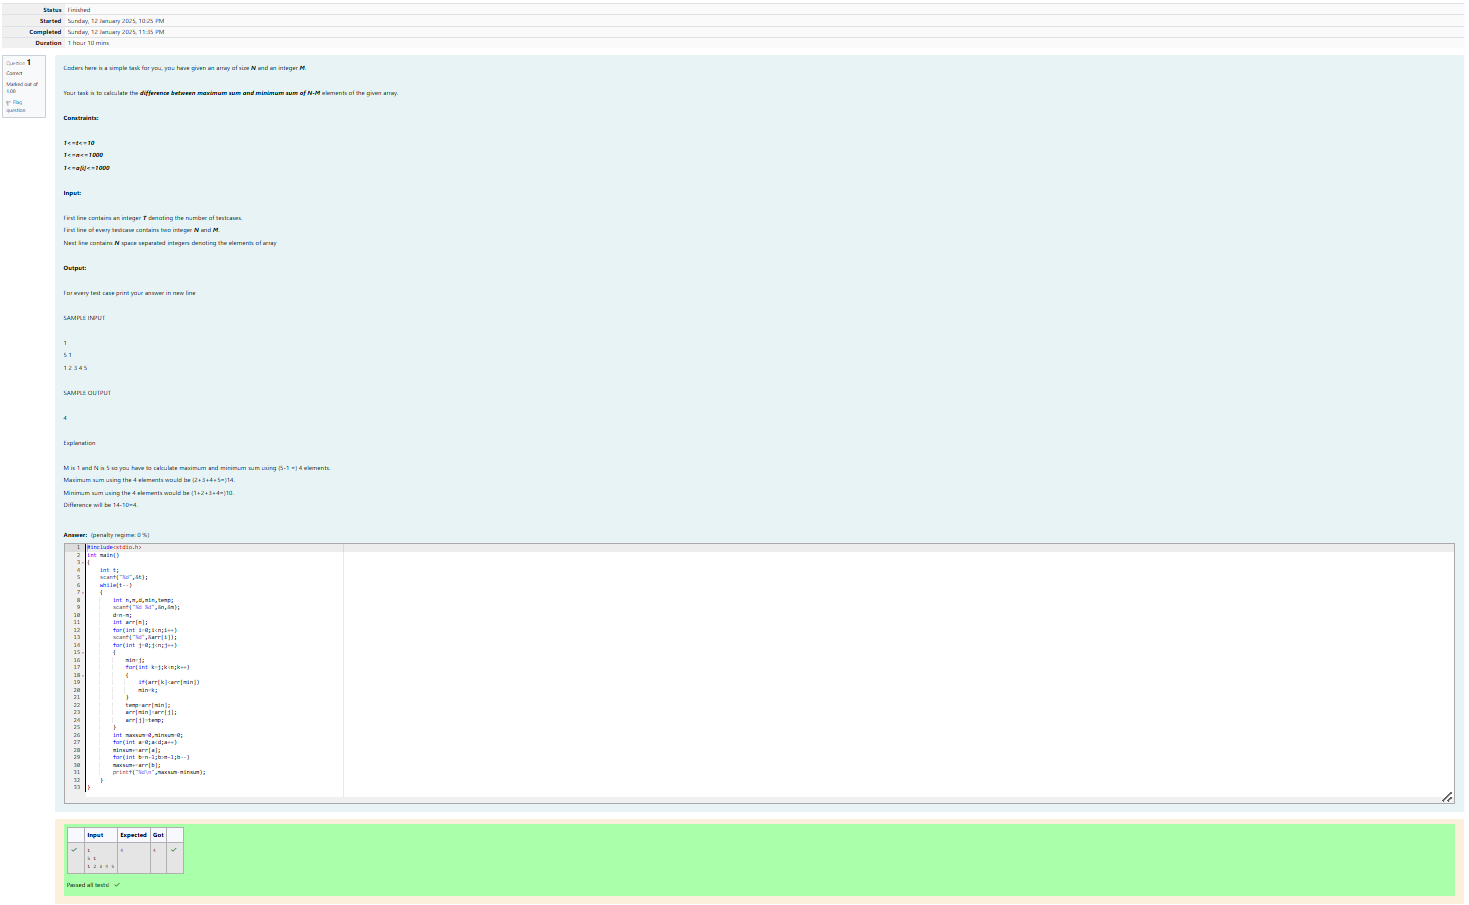 Status Finished
Started Sunday, 12 January 2025, 10:25 PM
Completed Sunday, 12 January 2025, 11:35 PM
Duration 1 hour 10 mins
Question 1
Correct
Marked out of
1.00
Flag
question
Coders here is a simple task for you, you have given an array of size N and an integer M.
Your task is to calculate the difference between maximum sum and minimum sum of N-M elements of the given array.
Constraints:
1<=t<=10
1<=n<=1000
1<=a[i]<=1000
Input:
First line contains an integer T denoting the number of testcases.
First line of every testcase contains two integer N and M.
Next line contains N space separated integers denoting the elements of array
Output:
For every test case print your answer in new line
SAMPLE INPUT
1
5 1
1 2 3 4 5
SAMPLE OUTPUT
4
Explanation
M is 1 and N is 5 so you have to calculate maximum and minimum sum using (5-1 =) 4 elements.
Maximum sum using the 4 elements would be (2+3+4+5=)14.
Minimum sum using the 4 elements would be (1+2+3+4=)10.
Difference will be 14-10=4.
Answer: (penalty regime: 0 %)
1 #include<stdio.h>
2 int main()
3 {
4 int t;
5 scanf("%d",&t);
6 while(t--)
7 {
8 int n,m,d,min,temp;
9 scanf("%d %d",&n,&m);
10 d=n-m;
11 int arr[n];
12 for(int i=0;i<n;i++)
13 scanf("%d",&arr[i]);
14 for(int j=0;j<n;j++)
15 {
16 min=j;
17 for(int k=j;k<n;k++)
18 {
19 if(arr[k]<arr[min])
20 min=k;
21 }
22 temp=arr[min];
23 arr[min]=arr[j];
24 arr[j]=temp;
25 }
26 int maxsum=0,minsum=0;
27 for(int a=0;a<d;a++)
28 minsum+=arr[a];
29 for(int b=n-1;b>m-1;b--)
30 maxsum+=arr[b];
31 printf("%d\n",maxsum-minsum);
32 }
33 }
Input Expected Got
1 4 4
5 1
1 2 3 4 5
Passed all tests!